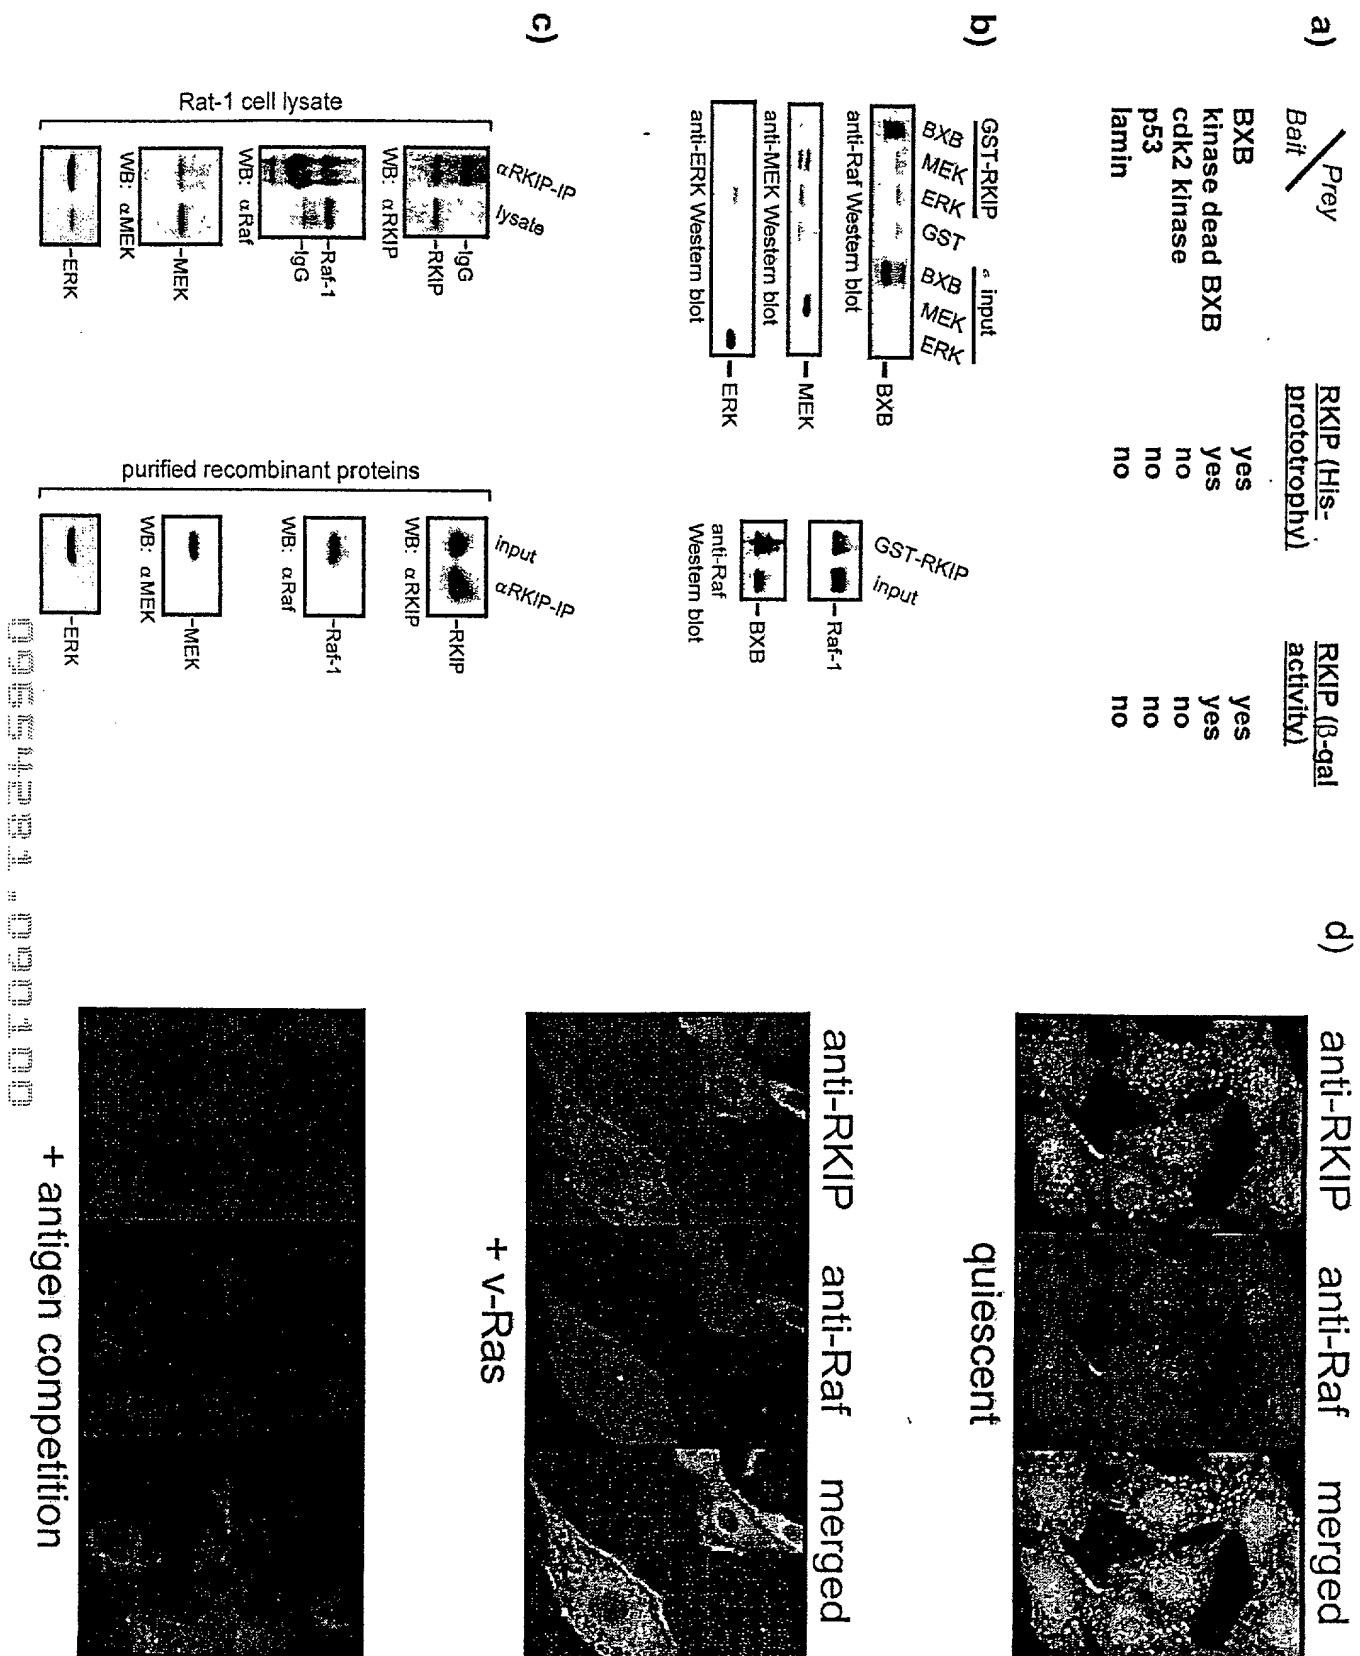 a)
Prey
Bait
RKIP (His-
prototrophy)
RKIP (β-gal
activity)
BXB yes yes
kinase dead BXB yes yes
cdk2 kinase no no
p53 no no
lamin no no
b)
GST-RKIP
input
BXB MEK ERK GST BXB MEK ERK
BXB
anti-Raf Western blot
MEK
anti-MEK Western blot
ERK
anti-ERK Western blot
GST-RKIP
input
Raf-1
BXB
anti-Raf
Western blot
c)
Rat-1 cell lysate
αRKIP-IP
lysate
IgG
RKIP
WB: αRKIP
Raf-1
IgG
WB: αRaf
MEK
WB: αMEK
ERK
purified recombinant proteins
input
αRKIP-IP
RKIP
WB: αRKIP
Raf-1
WB: αRaf
MEK
WB: αMEK
ERK
d)
anti-RKIP anti-Raf merged
quiescent
anti-RKIP anti-Raf merged
+ v-Ras
+ antigen competition
09654281.090100